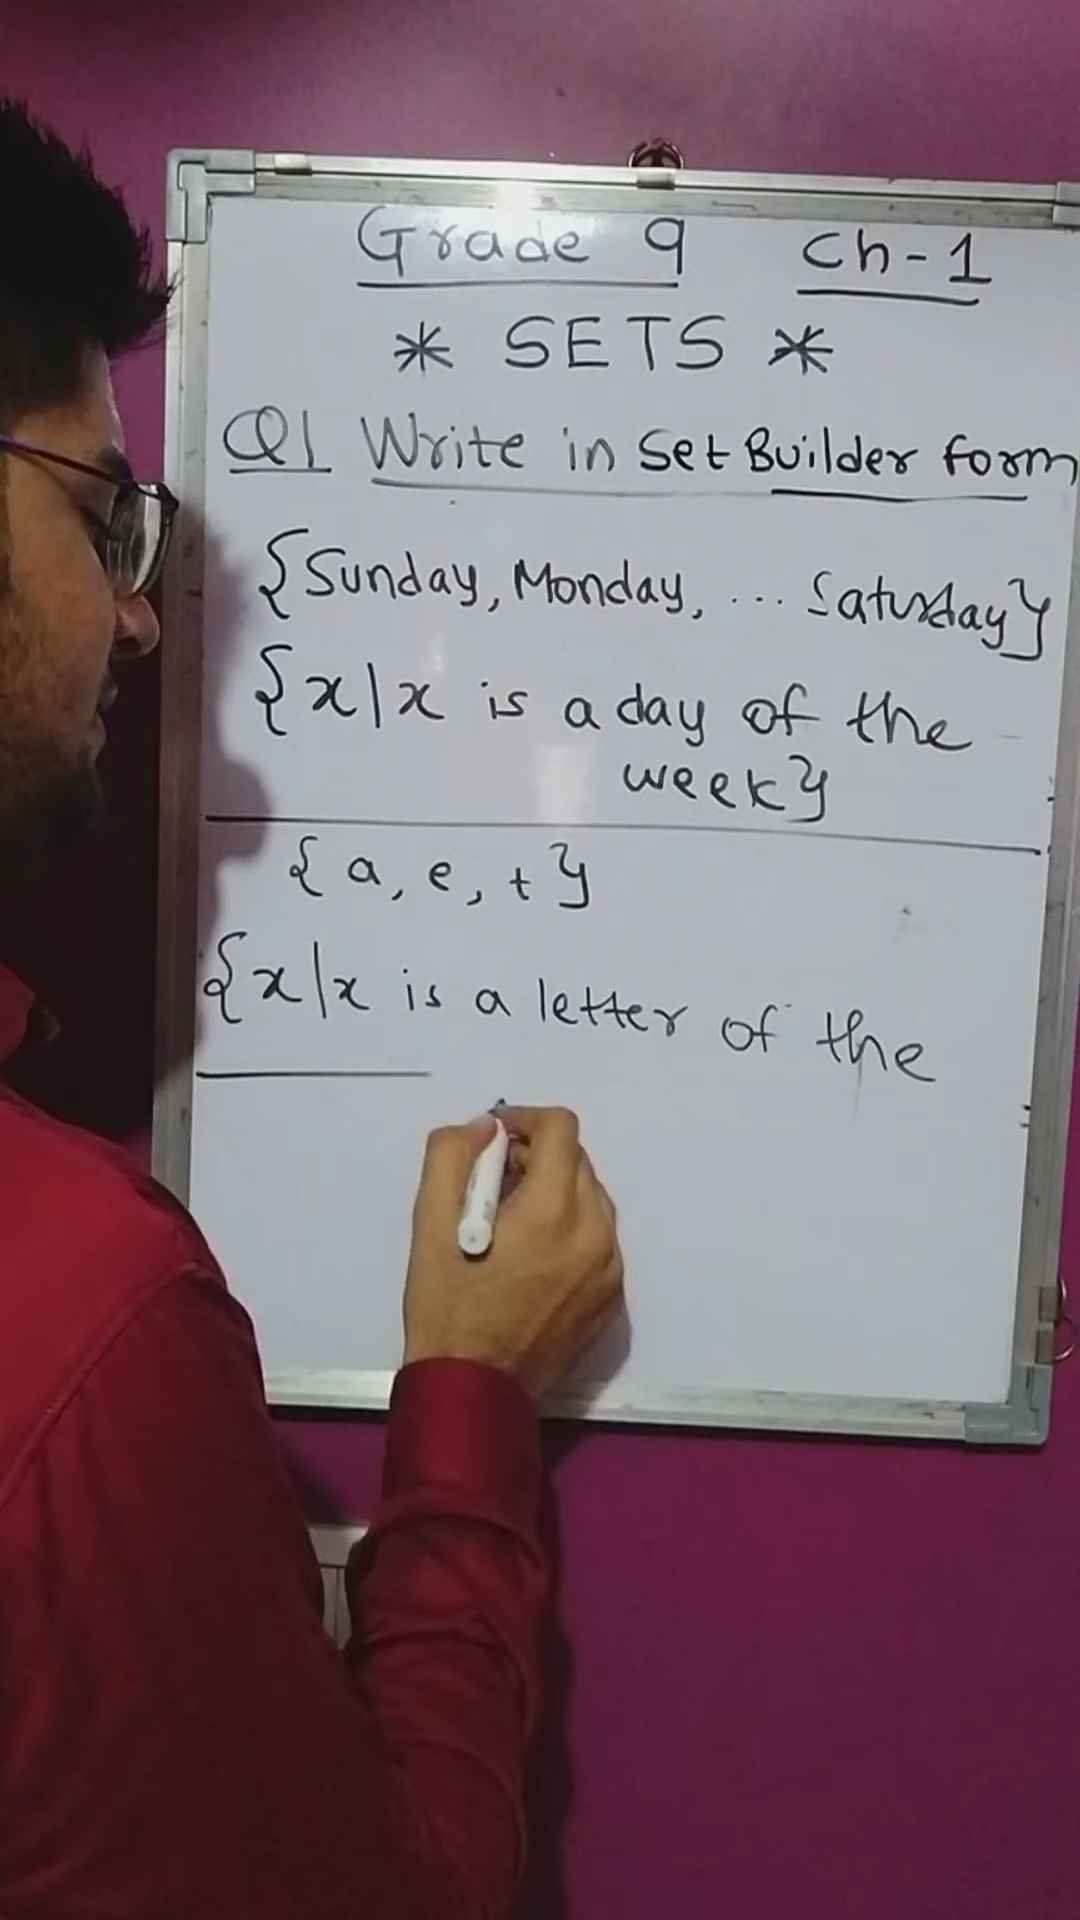 Grade 9 Ch-1
* SETS *
Q1 Write in Set Builder form
{Sunday, Monday, ... Saturday}
{x|x is a day of the
week}
{a, e, t}
{x|x is a letter of the